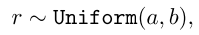 r ∼ Uniform(a, b),